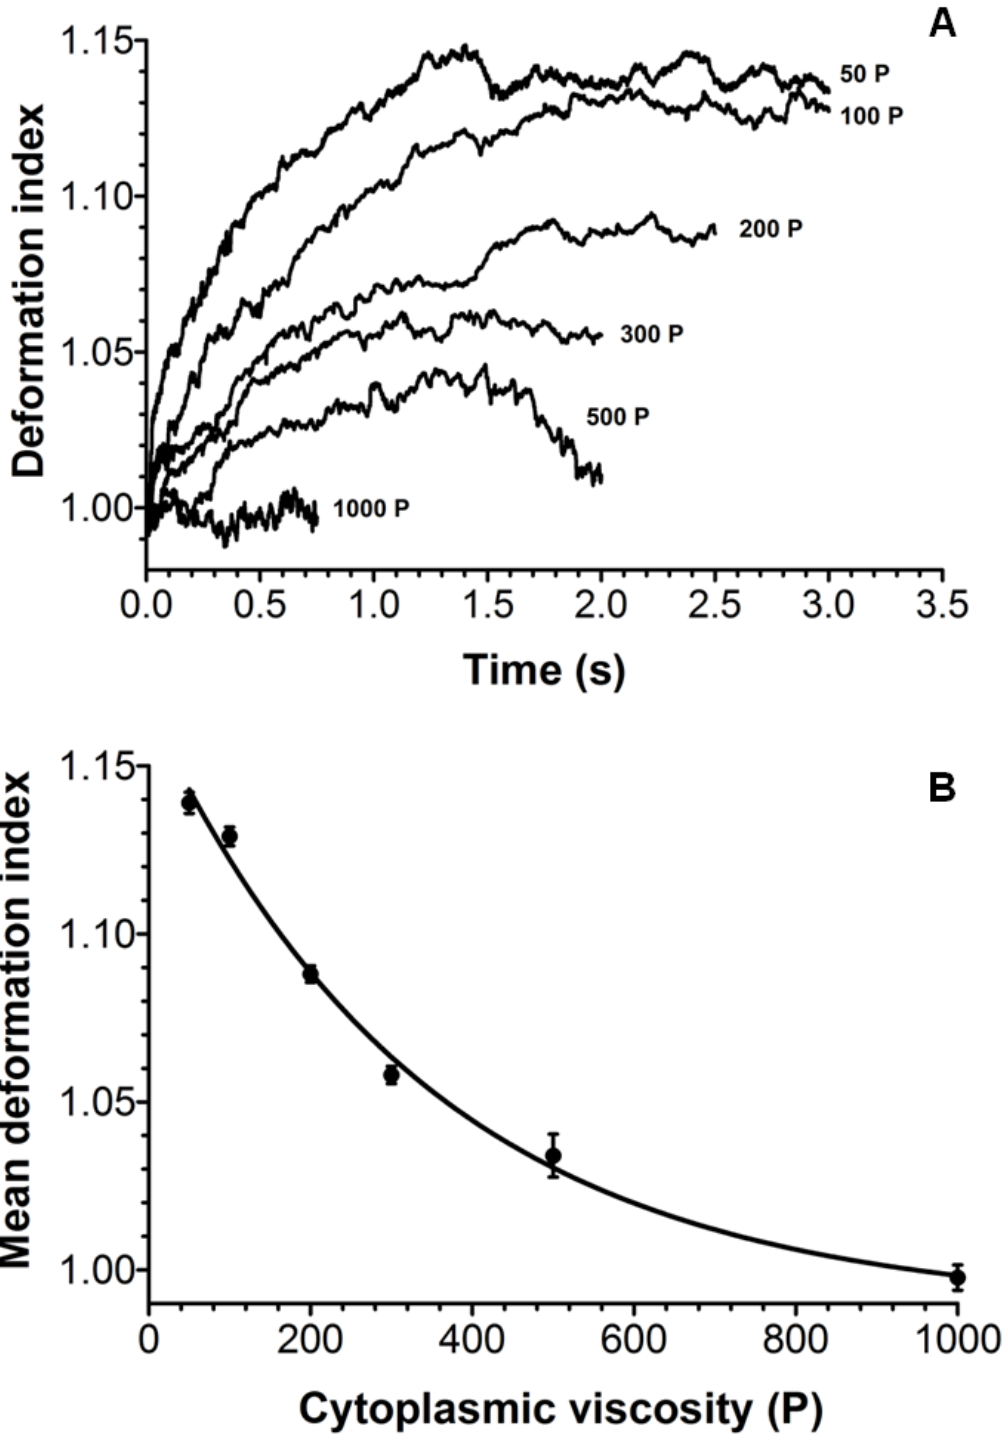 A
Deformation index
1.15
1.10
1.05
1.00
50 P
100 P
200 P
300 P
500 P
1000 P
0.0 0.5 1.0 1.5 2.0 2.5 3.0 3.5
Time (s)
B
Mean deformation index
1.15
1.10
1.05
1.00
0 200 400 600 800 1000
Cytoplasmic viscosity (P)